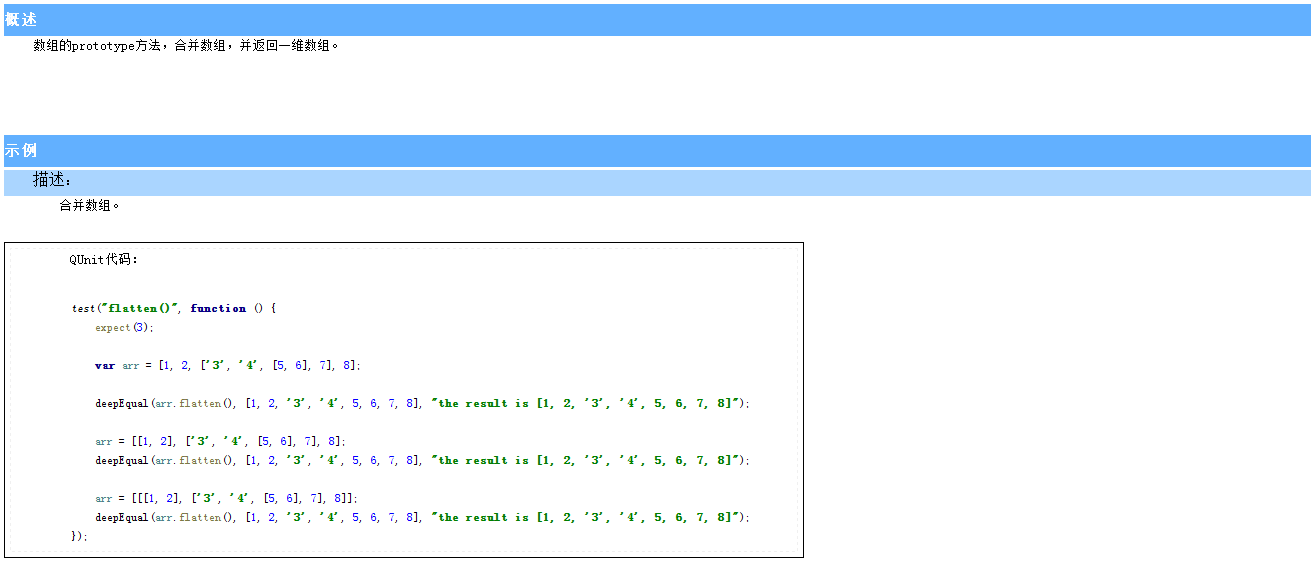 概述
数组的prototype方法，合并数组，并返回一维数组。
示例
描述：
合并数组。
QUnit代码：
test("flatten()", function () {
expect(3);
var arr = [1, 2, ['3', '4', [5, 6], 7], 8];
deepEqual(arr.flatten(), [1, 2, '3', '4', 5, 6, 7, 8], "the result is [1, 2, '3', '4', 5, 6, 7, 8]");
arr = [[1, 2], ['3', '4', [5, 6], 7], 8];
deepEqual(arr.flatten(), [1, 2, '3', '4', 5, 6, 7, 8], "the result is [1, 2, '3', '4', 5, 6, 7, 8]");
arr = [[[1, 2], ['3', '4', [5, 6], 7], 8]];
deepEqual(arr.flatten(), [1, 2, '3', '4', 5, 6, 7, 8], "the result is [1, 2, '3', '4', 5, 6, 7, 8]");
});